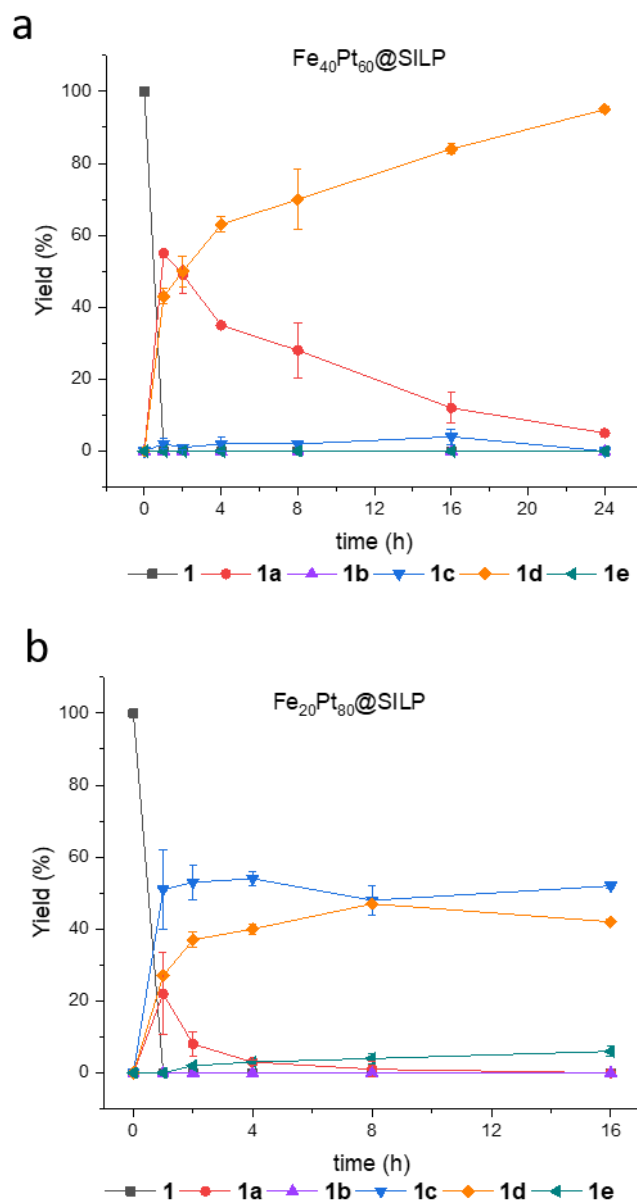 a
Fe₄₀Pt₆₀@SILP
100
80
60
40
20
0
Yield (%)
0 4 8 12 16 20 24
time (h)
1 1a 1b 1c 1d 1e
b
Fe₂₀Pt₈₀@SILP
100
80
60
40
20
0
Yield (%)
0 4 8 12 16
time (h)
1 1a 1b 1c 1d 1e